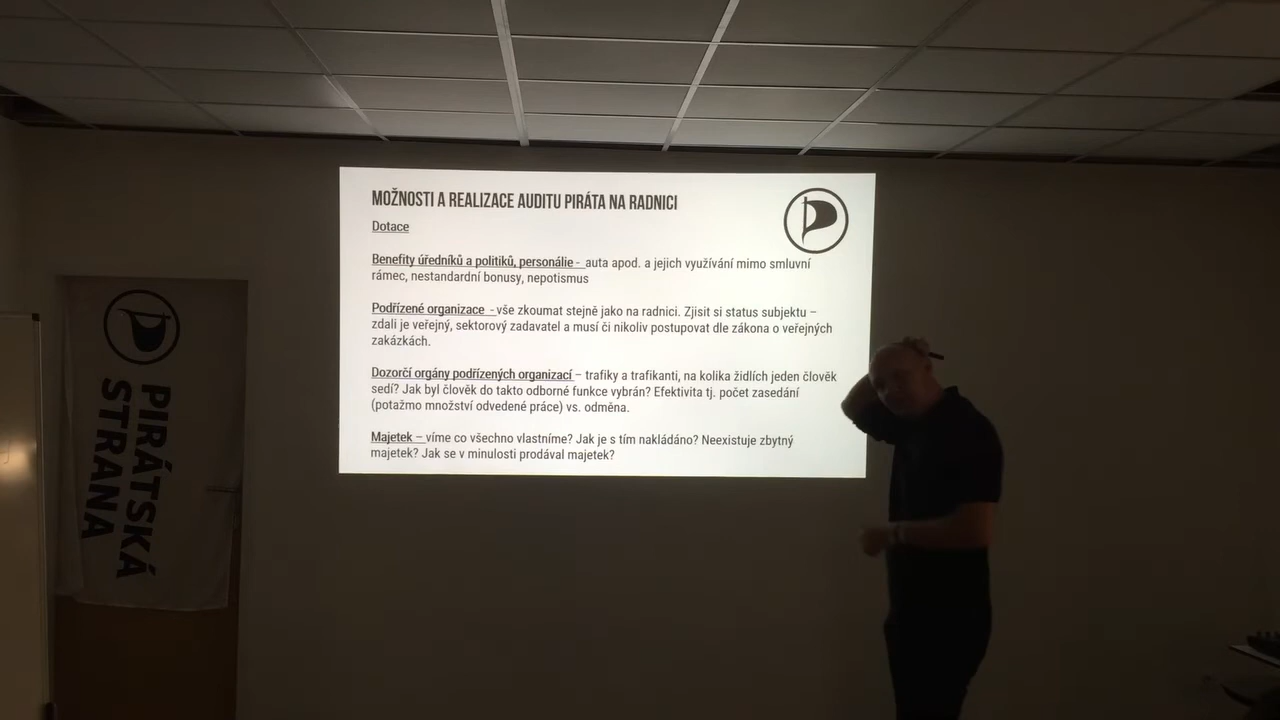 MOŽNOSTI A REALIZACE AUDITU PIRÁTA NA RADNICI
Dotace
Benefity úředníků a politiků, personálie - auta apod. a jejich využívání mimo smluvní
rámec, nestandardní bonusy, nepotismus
Podřízené organizace - vše zkoumat stejně jako na radnici. Zjisit si status subjektu –
zdali je veřejný, sektorový zadavatel a musí či nikoliv postupovat dle zákona o veřejných
zakázkách.
Dozorčí orgány podřízených organizací – trafiky a trafikanti, na kolika židlích jeden člověk
sedí? Jak byl člověk do takto odborné funkce vybrán? Efektivita tj. počet zasedání
(potažmo množství odvedené práce) vs. odměna.
Majetek – víme co všechno vlastníme? Jak je s tím nakládáno? Neexistuje zbytný
majetek? Jak se v minulosti prodával majetek?
PIRÁTSKÁ
STRANA